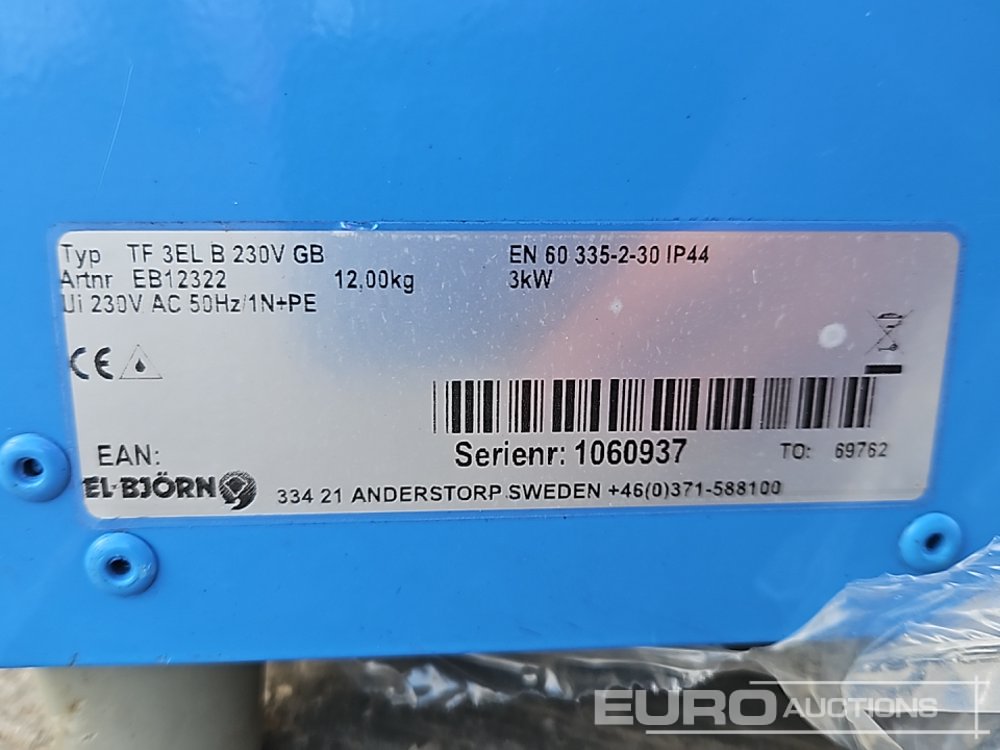 Typ TF 3EL B 230V GB EN 60 335-2-30 IP44
Artnr EB12322 12,00kg 3kW
Ui 230V AC 50Hz/1N+PE
CE
Serienr: 1060937 TO: 69762
EAN:
EL-BJÖRN 334 21 ANDERSTORP SWEDEN +46(0)371-588100
EURO AUCTIONS